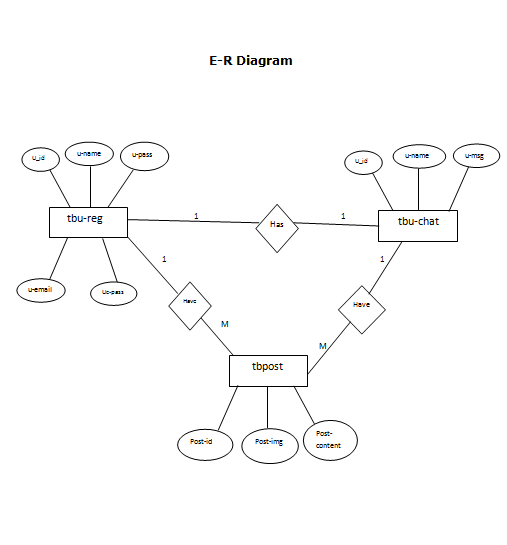 E-R Diagram
U_id
u-name
u-pass
U_id
u-name
u-msg
tbu-reg
1
Has
1
tbu-chat
1
1
u-email
Uc-pass
Have
Have
M
M
tbpost
Post-id
Post-img
Post-
content